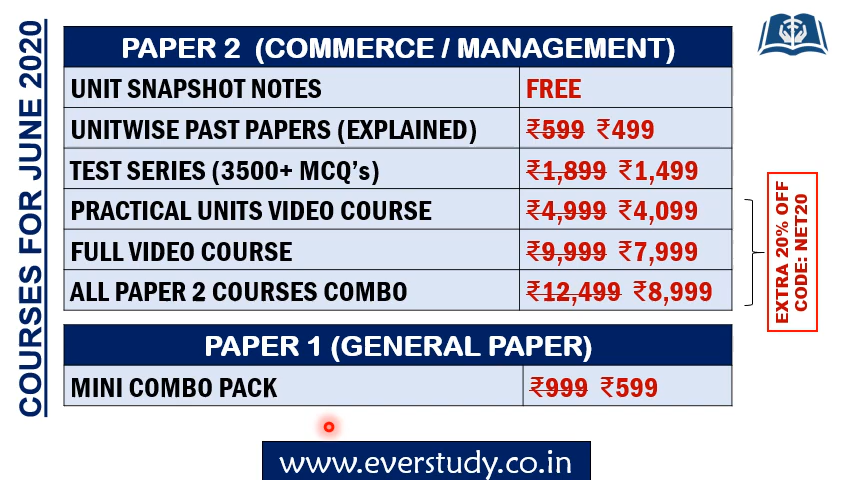 COURSES FOR JUNE 2020
PAPER 2 (COMMERCE / MANAGEMENT)
UNIT SNAPSHOT NOTES FREE
UNITWISE PAST PAPERS (EXPLAINED) ₹599 ₹499
TEST SERIES (3500+ MCQ’s) ₹1,899 ₹1,499
PRACTICAL UNITS VIDEO COURSE ₹4,999 ₹4,099
FULL VIDEO COURSE ₹9,999 ₹7,999
ALL PAPER 2 COURSES COMBO ₹12,499 ₹8,999
EXTRA 20% OFF
CODE: NET20
PAPER 1 (GENERAL PAPER)
MINI COMBO PACK ₹999 ₹599
www.everstudy.co.in